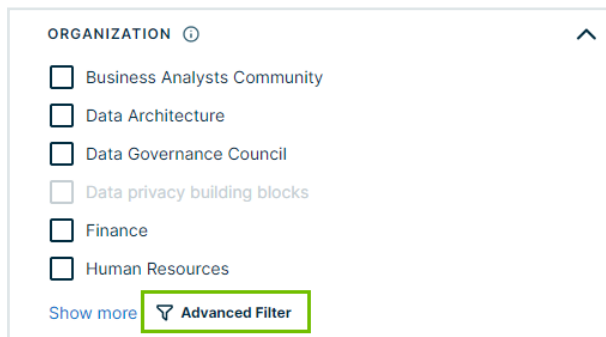 ORGANIZATION
Business Analysts Community
Data Architecture
Data Governance Council
Data privacy building blocks
Finance
Human Resources
Show more Advanced Filter